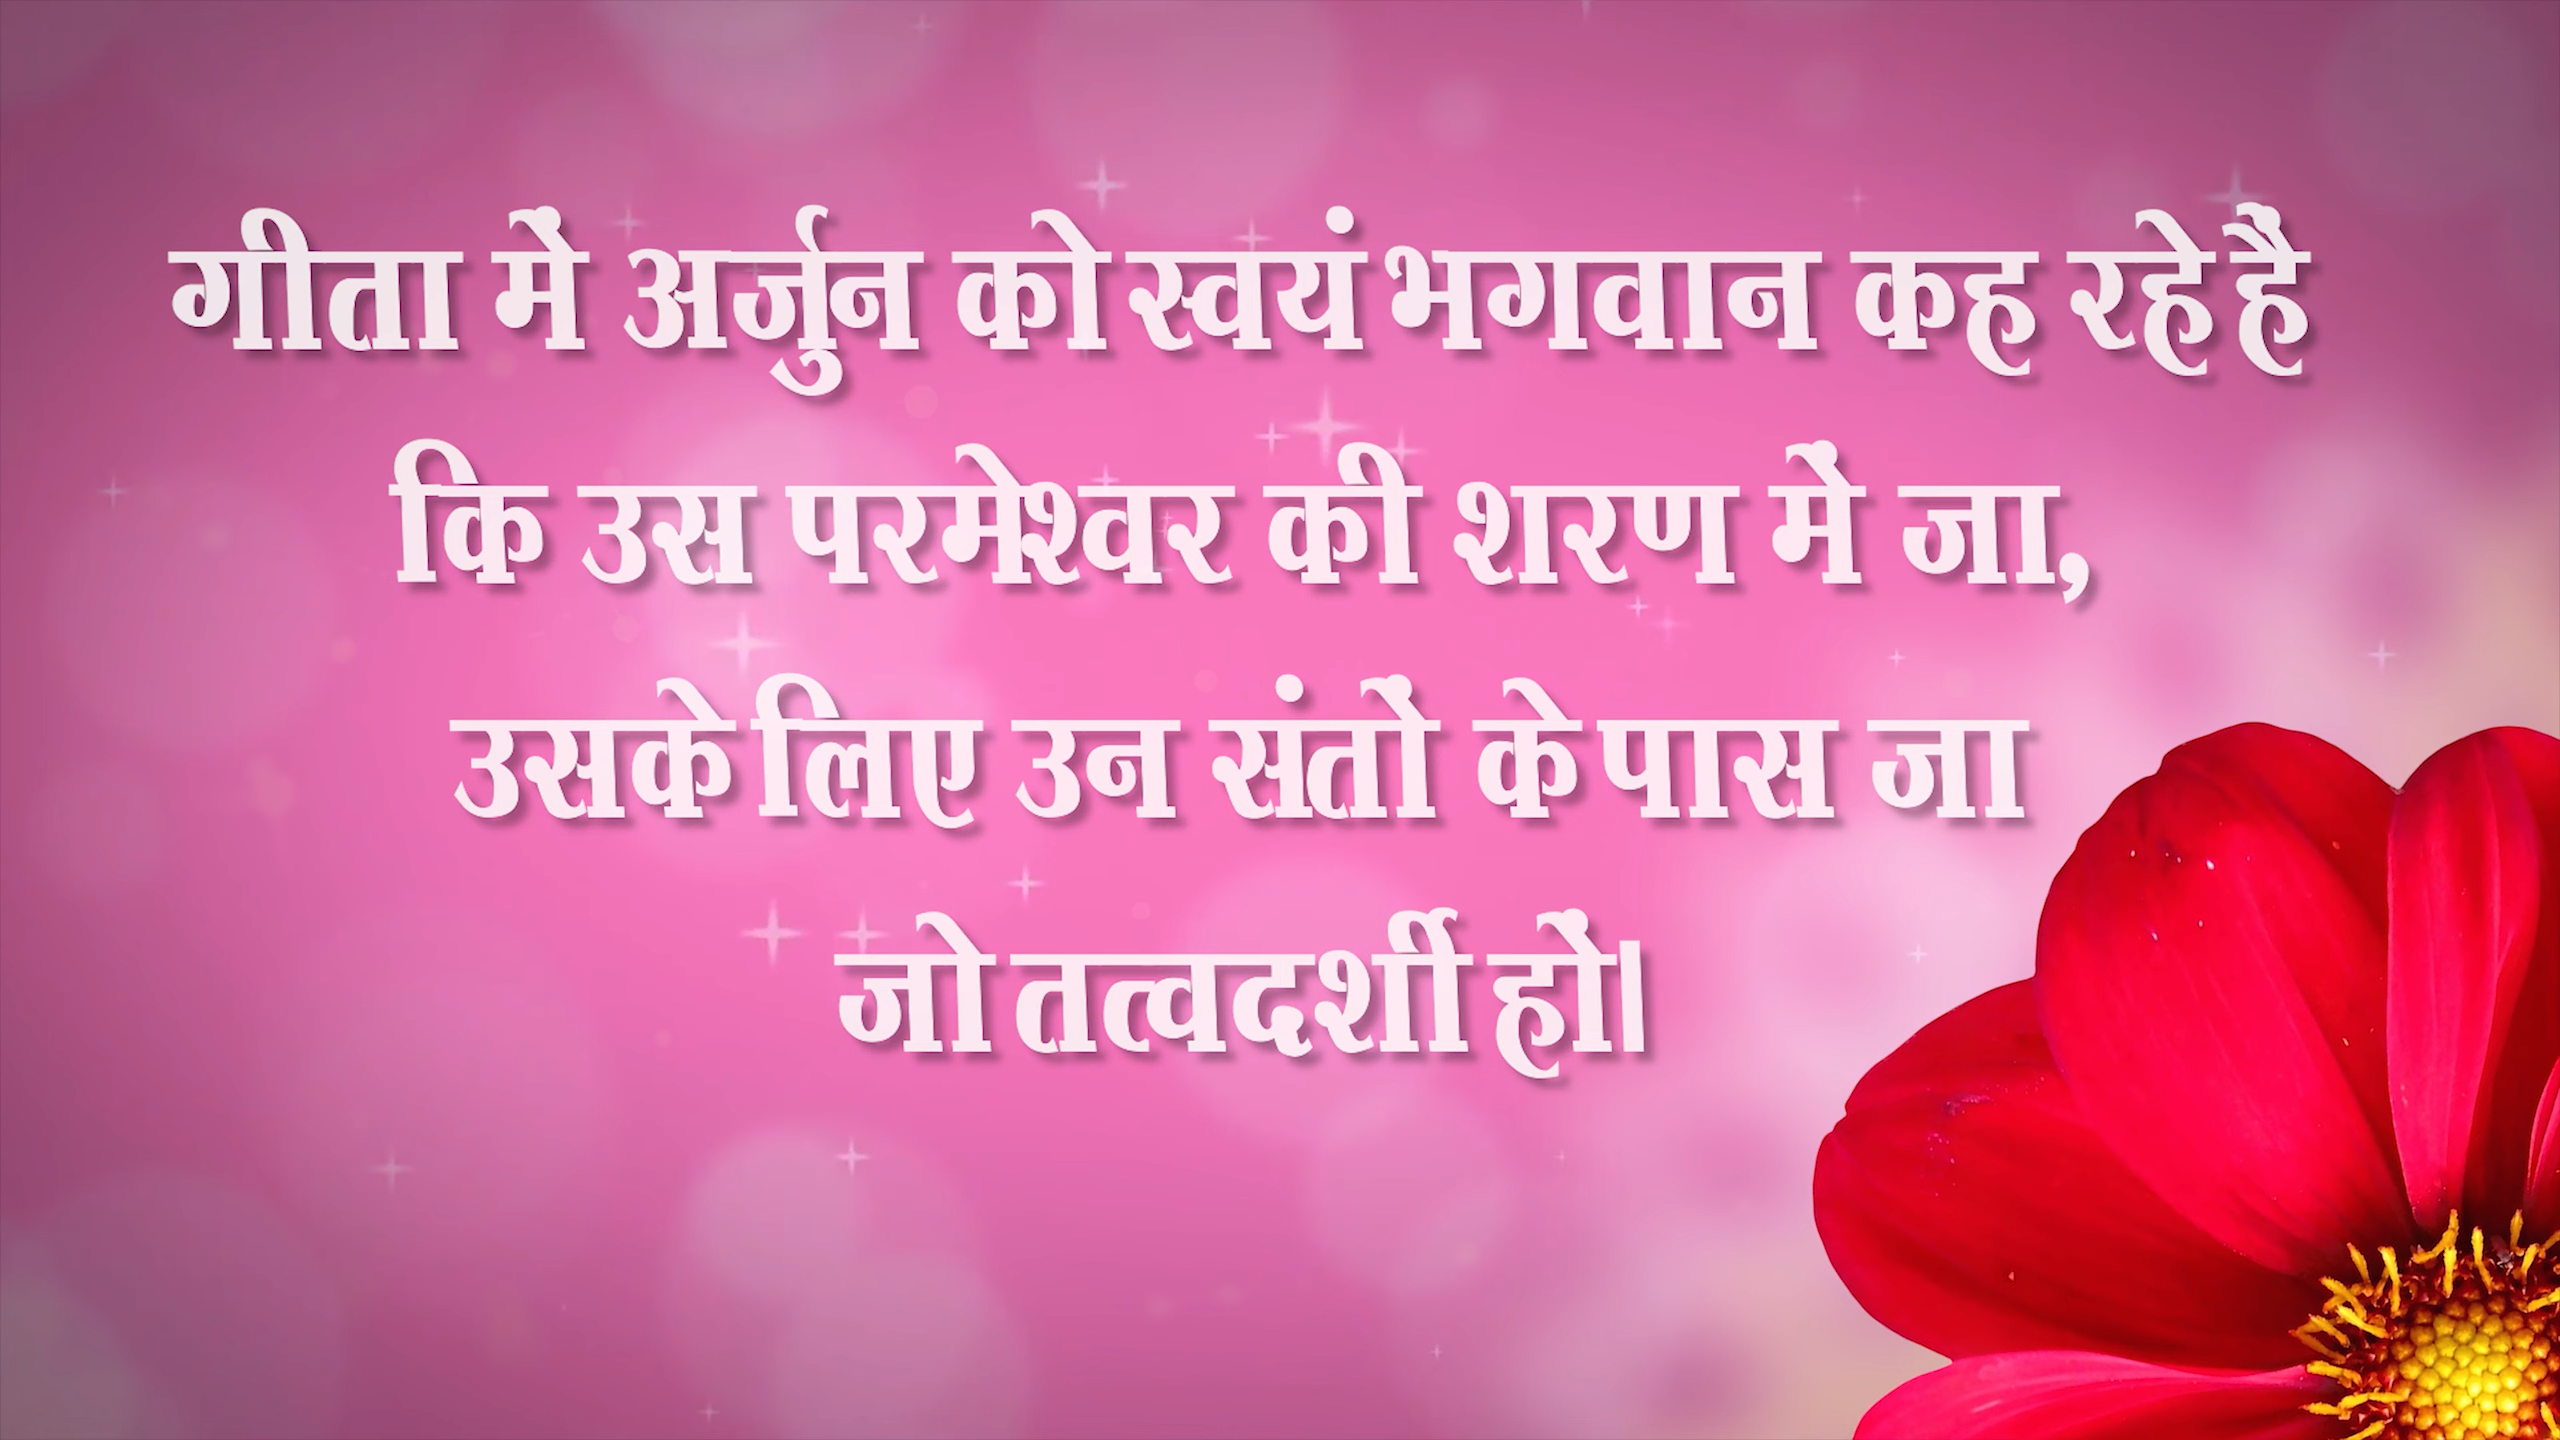 गीता में अर्जुन को स्वयं भगवान कह रहे हैं
कि उस परमेश्वर की शरण में जा,
उसके लिए उन संतों के पास जा
जो तत्वदर्शी हों।